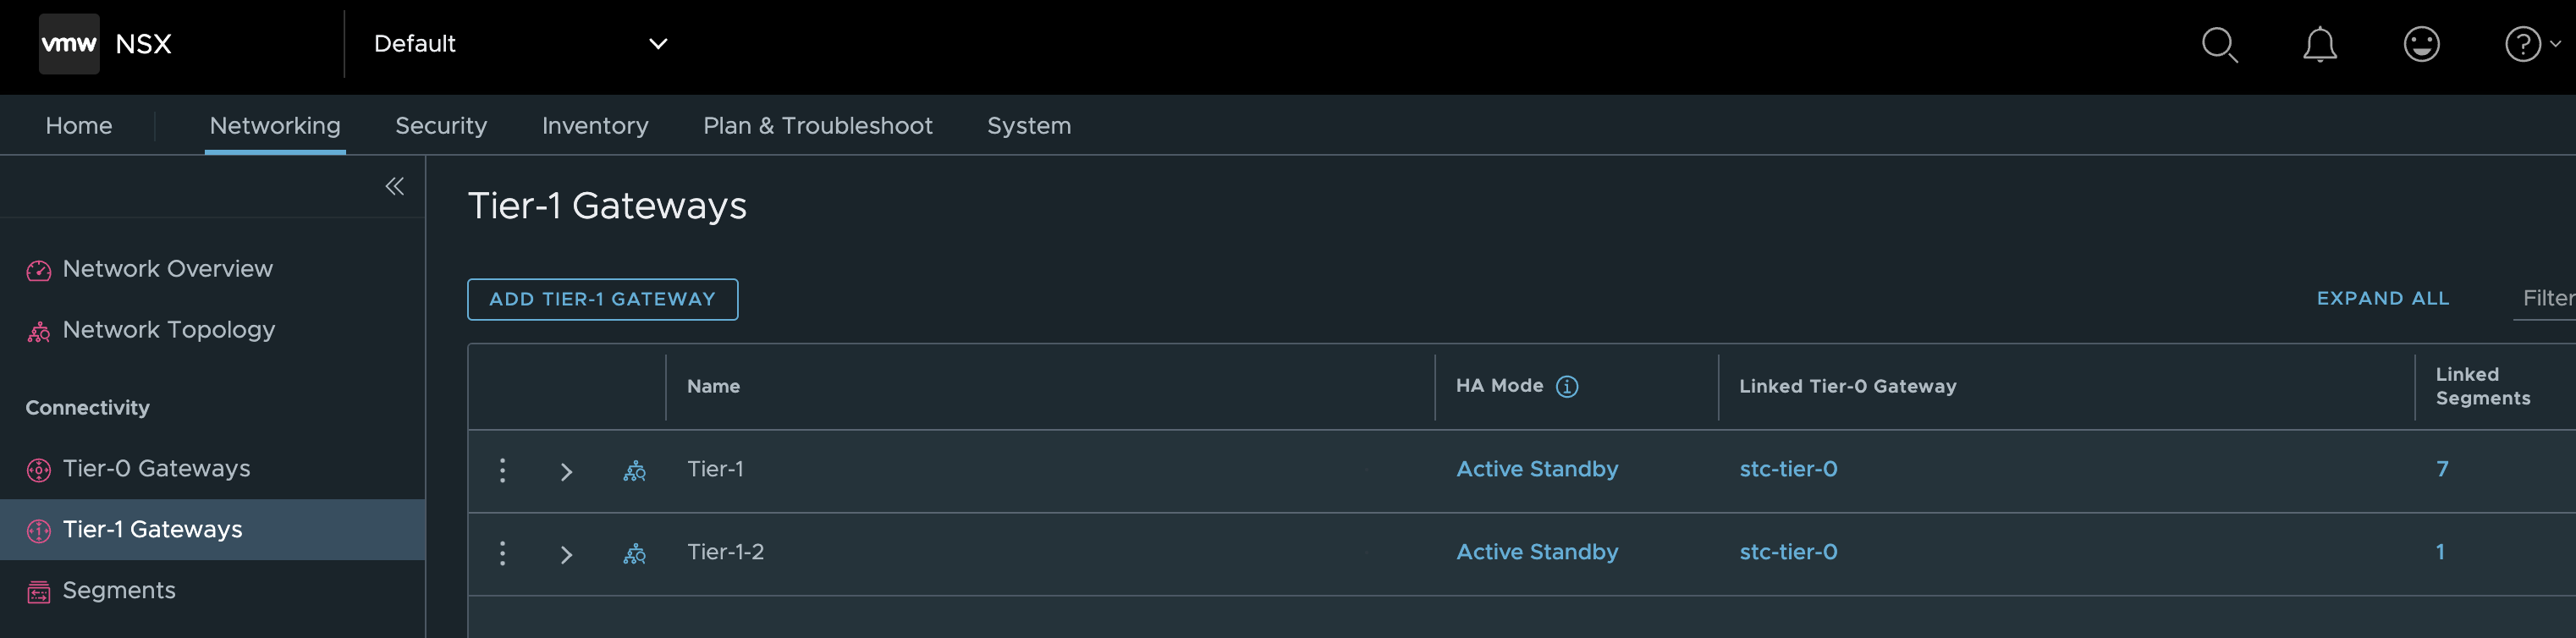 vmw NSX Default
Home Networking Security Inventory Plan & Troubleshoot System
Tier-1 Gateways
Network Overview
Network Topology
Connectivity
Tier-0 Gateways
Tier-1 Gateways
Segments
ADD TIER-1 GATEWAY EXPAND ALL Filter
Name HA Mode Linked Tier-0 Gateway Linked Segments
Tier-1 Active Standby stc-tier-0 7
Tier-1-2 Active Standby stc-tier-0 1